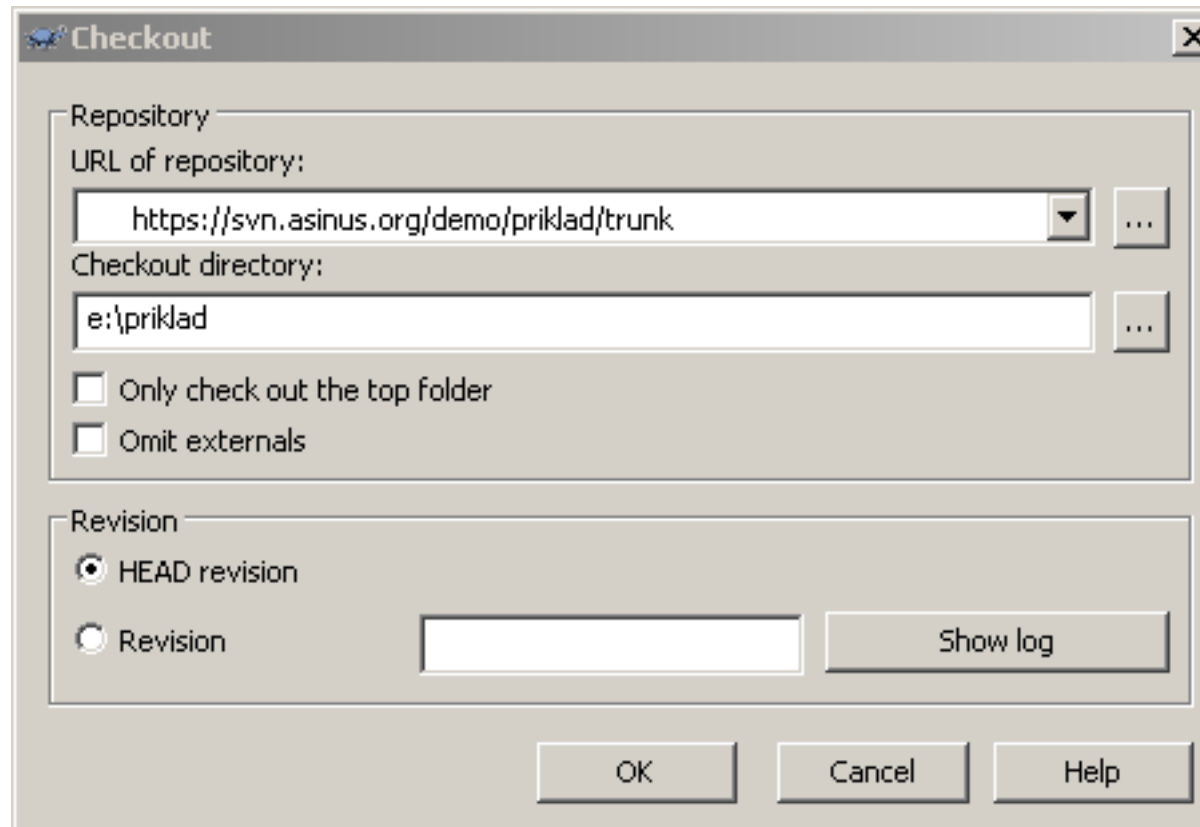 Checkout
Repository
URL of repository:
https://svn.asinus.org/demo/priklad/trunk
...
Checkout directory:
e:\priklad
...
Only check out the top folder
Omit externals
Revision
HEAD revision
Revision
Show log
OK
Cancel
Help